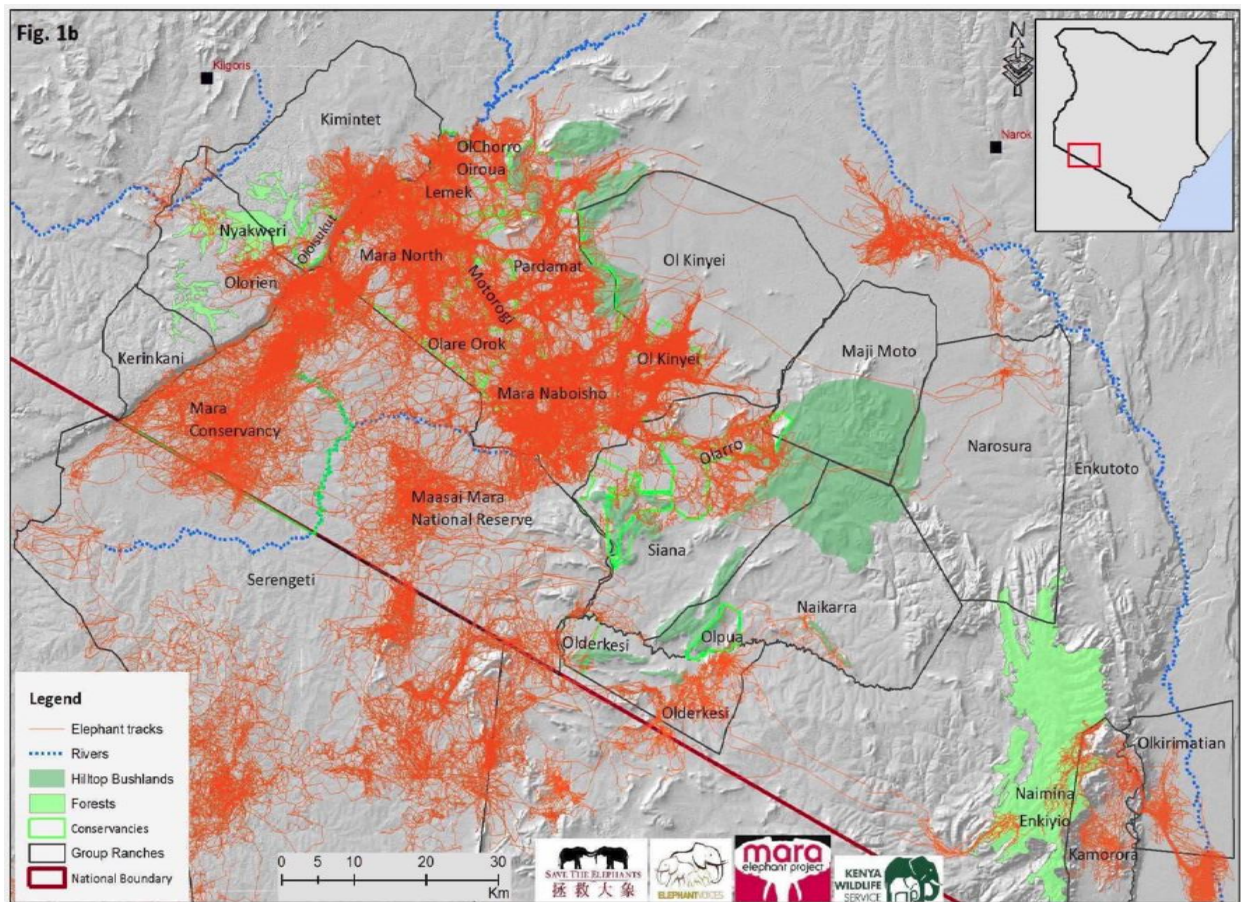 Fig. 1b
Kilgoris
N
Narok
Kimintet
OlChorro
Oiroua
Lemek
Nyakweri
Oloisukut
Mara North
Pardamat
Ol Kinyei
Olorien
Motorogi
Kerinkani
Olare Orok
Ol Kinyei
Maji Moto
Mara Naboisho
Mara
Conservancy
Olarro
Narosura
Enkutoto
Maasai Mara
National Reserve
Siana
Serengeti
Naikarra
Olderkesi
Olpua
Olderkesi
Olkirimatian
Naimina
Enkiyio
Kamorora
Legend
Elephant tracks
Rivers
Hilltop Bushlands
Forests
Conservancies
Group Ranches
National Boundary
0 5 10 20 30
Km
SAVE THE ELEPHANTS
拯救大象
ELEPHANTVOICES
mara
elephant project
KENYA
WILDLIFE
SERVICE